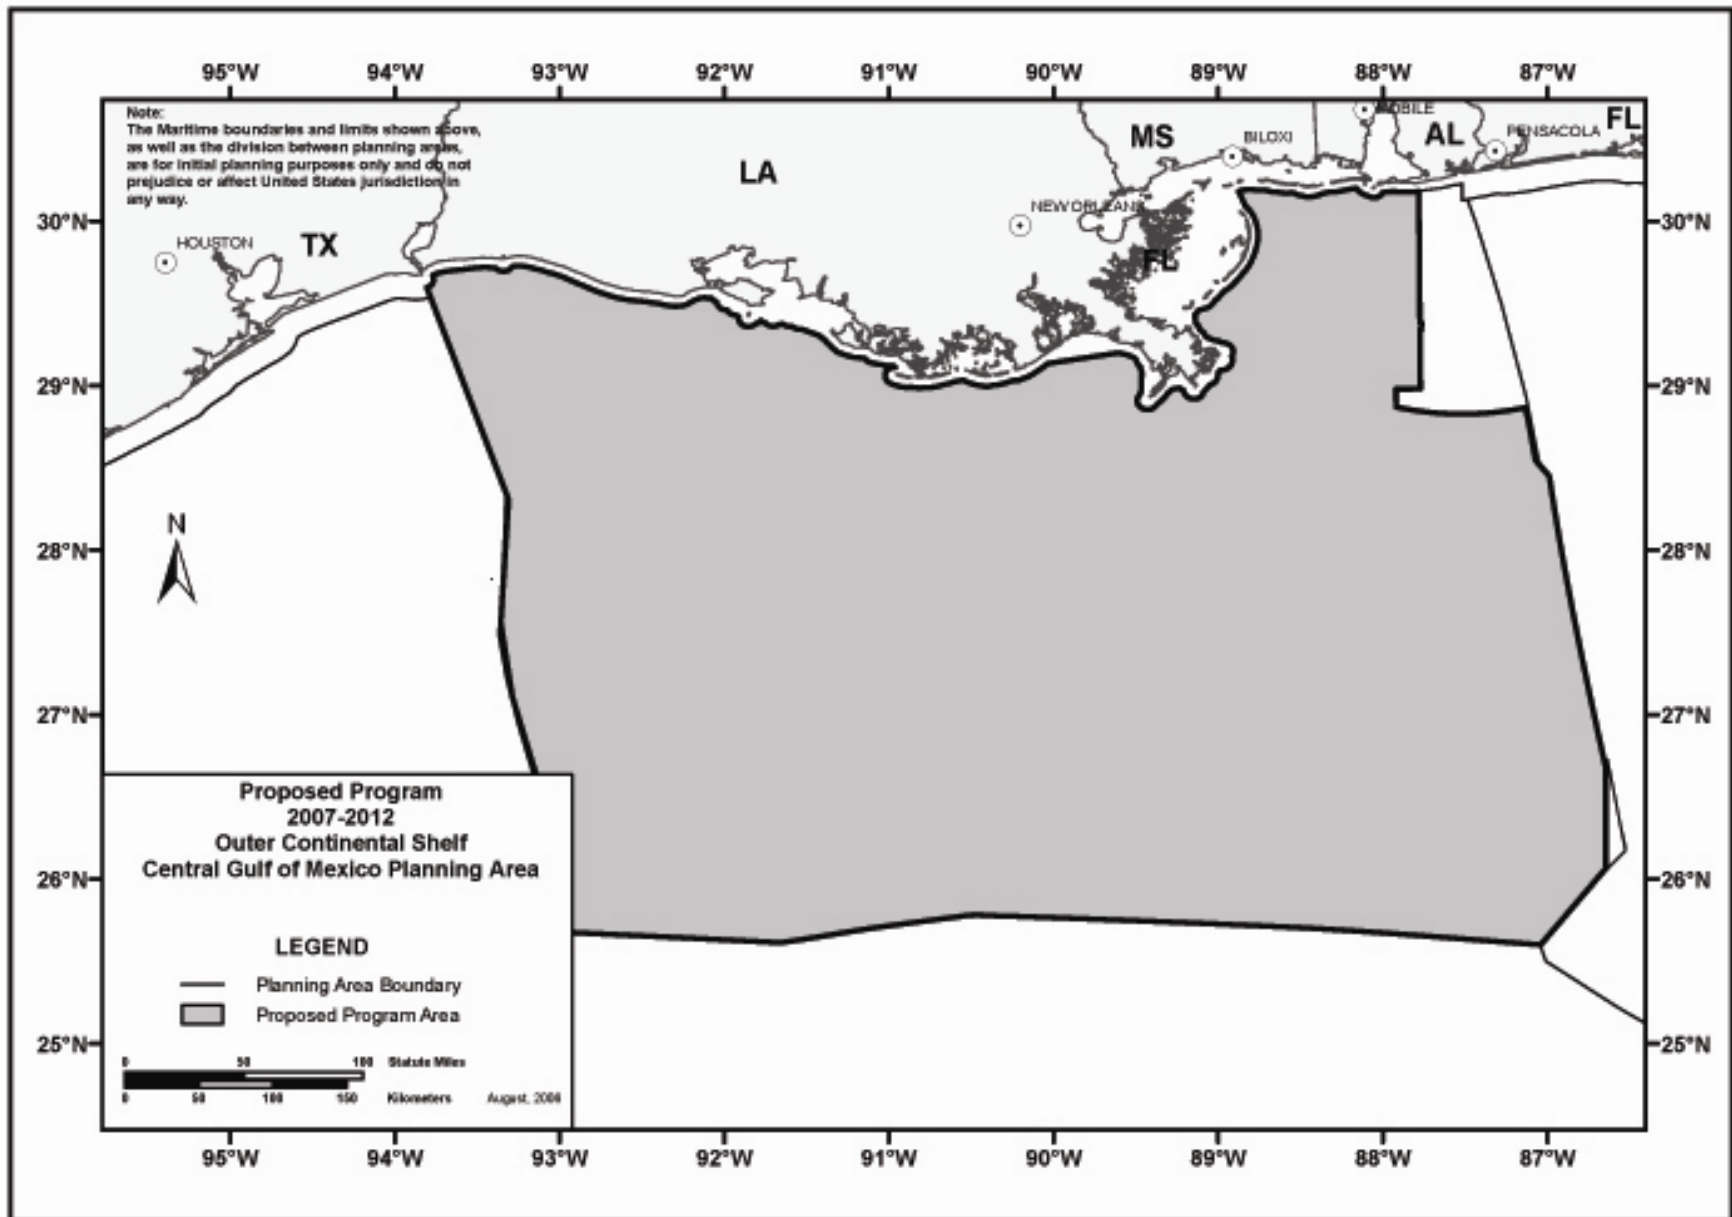 95°W 94°W 93°W 92°W 91°W 90°W 89°W 88°W 87°W
Note:
The Maritime boundaries and limits shown above,
as well as the division between planning areas,
are for initial planning purposes only and do not
prejudice or affect United States jurisdiction in
any way.
MOBILE
FL
MS
BILOXI
AL
PENSACOLA
LA
NEW ORLEANS
30°N
30°N
HOUSTON
TX
FL
29°N
29°N
N
28°N
28°N
27°N
27°N
Proposed Program
2007-2012
Outer Continental Shelf
Central Gulf of Mexico Planning Area
26°N
26°N
LEGEND
Planning Area Boundary
Proposed Program Area
25°N
25°N
0 50 100 Statute Miles
0 50 100 150 Kilometers
August, 2006
95°W 94°W 93°W 92°W 91°W 90°W 89°W 88°W 87°W